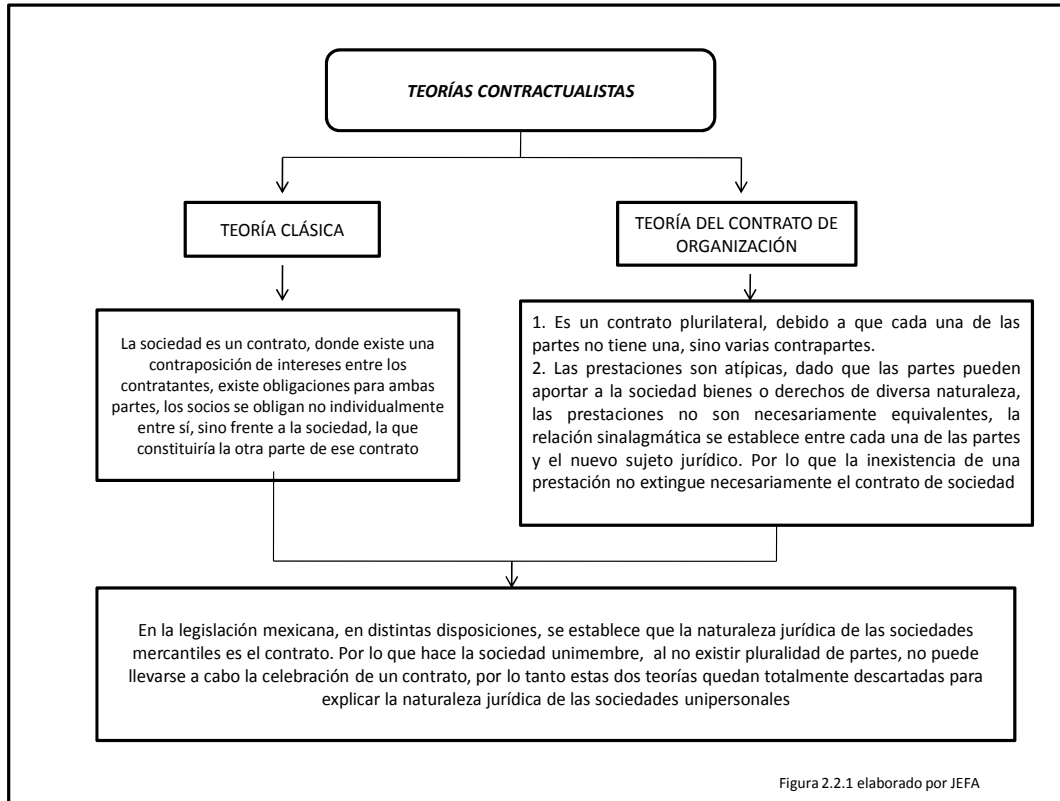 TEORÍAS CONTRACTUALISTAS
TEORÍA CLÁSICA
TEORÍA DEL CONTRATO DE
ORGANIZACIÓN
La sociedad es un contrato, donde existe una
contraposición de intereses entre los
contratantes, existe obligaciones para ambas
partes, los socios se obligan no individualmente
entre sí, sino frente a la sociedad, la que
constituiría la otra parte de ese contrato
1. Es un contrato plurilateral, debido a que cada una de las
partes no tiene una, sino varias contrapartes.
2. Las prestaciones son atípicas, dado que las partes pueden
aportar a la sociedad bienes o derechos de diversa naturaleza,
las prestaciones no son necesariamente equivalentes, la
relación sinalagmática se establece entre cada una de las partes
y el nuevo sujeto jurídico. Por lo que la inexistencia de una
prestación no extingue necesariamente el contrato de sociedad
En la legislación mexicana, en distintas disposiciones, se establece que la naturaleza jurídica de las sociedades
mercantiles es el contrato. Por lo que hace la sociedad unimembre, al no existir pluralidad de partes, no puede
llevarse a cabo la celebración de un contrato, por lo tanto estas dos teorías quedan totalmente descartadas para
explicar la naturaleza jurídica de las sociedades unipersonales
Figura 2.2.1 elaborado por JEFA